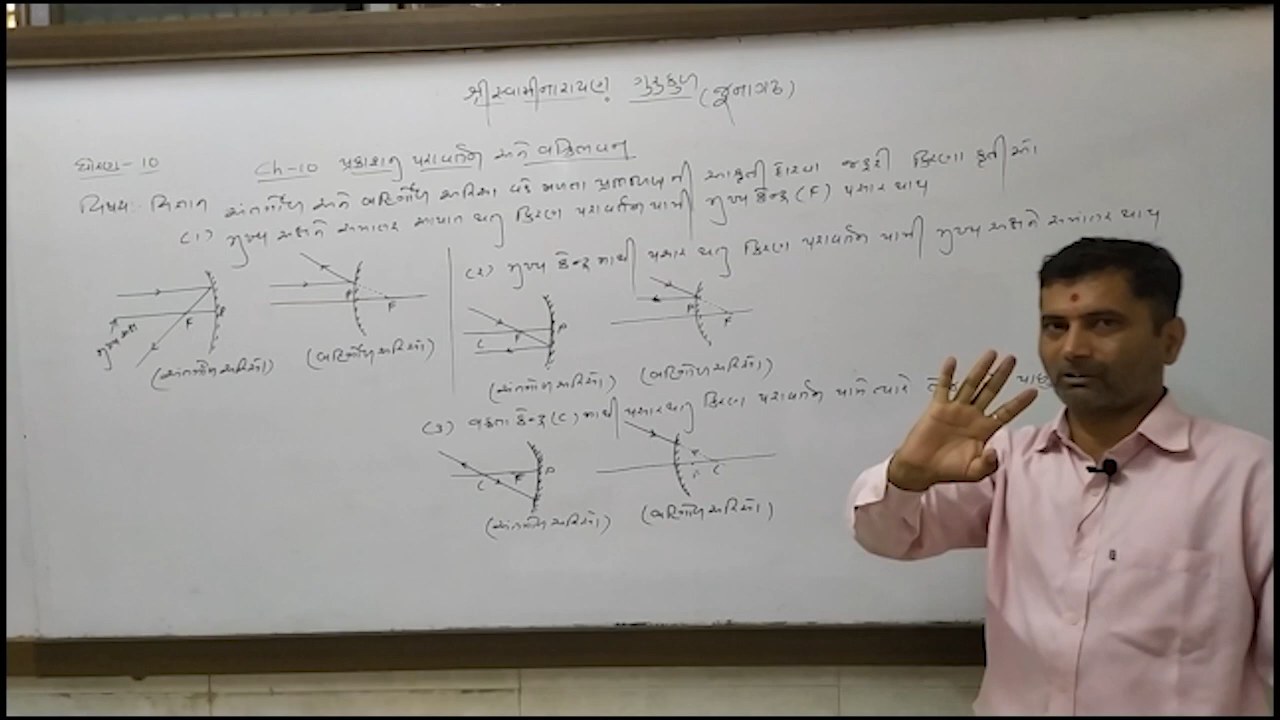 શ્રી સ્વામીનારાયણ ગુરુકુળ (જૂનાગઢ)
ધોરણ - 10
Ch-10 પ્રકાશનું પરાવર્તન અને વક્રીભવન
વિષય:- વિજ્ઞાન
અંતર્ગોળ અને બહિર્ગોળ અરિસા વડે મળતા પ્રતિબિંબની આકૃતી દોરવા જરૂરી કિરણાકૃતીઓ
(1) મુખ્ય અક્ષને સમાંતર આપાત થતુ કિરણ પરાવર્તન પામી મુખ્ય કેન્દ્ર (F) પસાર થાય
P
F
મુખ્ય અક્ષ
(અંતર્ગોળ અરિસો)
P
F
(બહિર્ગોળ અરિસો)
(2) મુખ્ય કેન્દ્રમાથી પસાર થતુ કિરણ પરાવર્તન પામી મુખ્ય અક્ષને સમાંતર થાય
C
F
P
(અંતર્ગોળ અરિસો)
P
F
(બહિર્ગોળ અરિસો)
(3) વક્રતા કેન્દ્ર (C) માથી પસાર થતુ કિરણ પરાવર્તન પામે ત્યારે
C
F
P
(અંતર્ગોળ અરિસો)
F
C
(બહિર્ગોળ અરિસો)